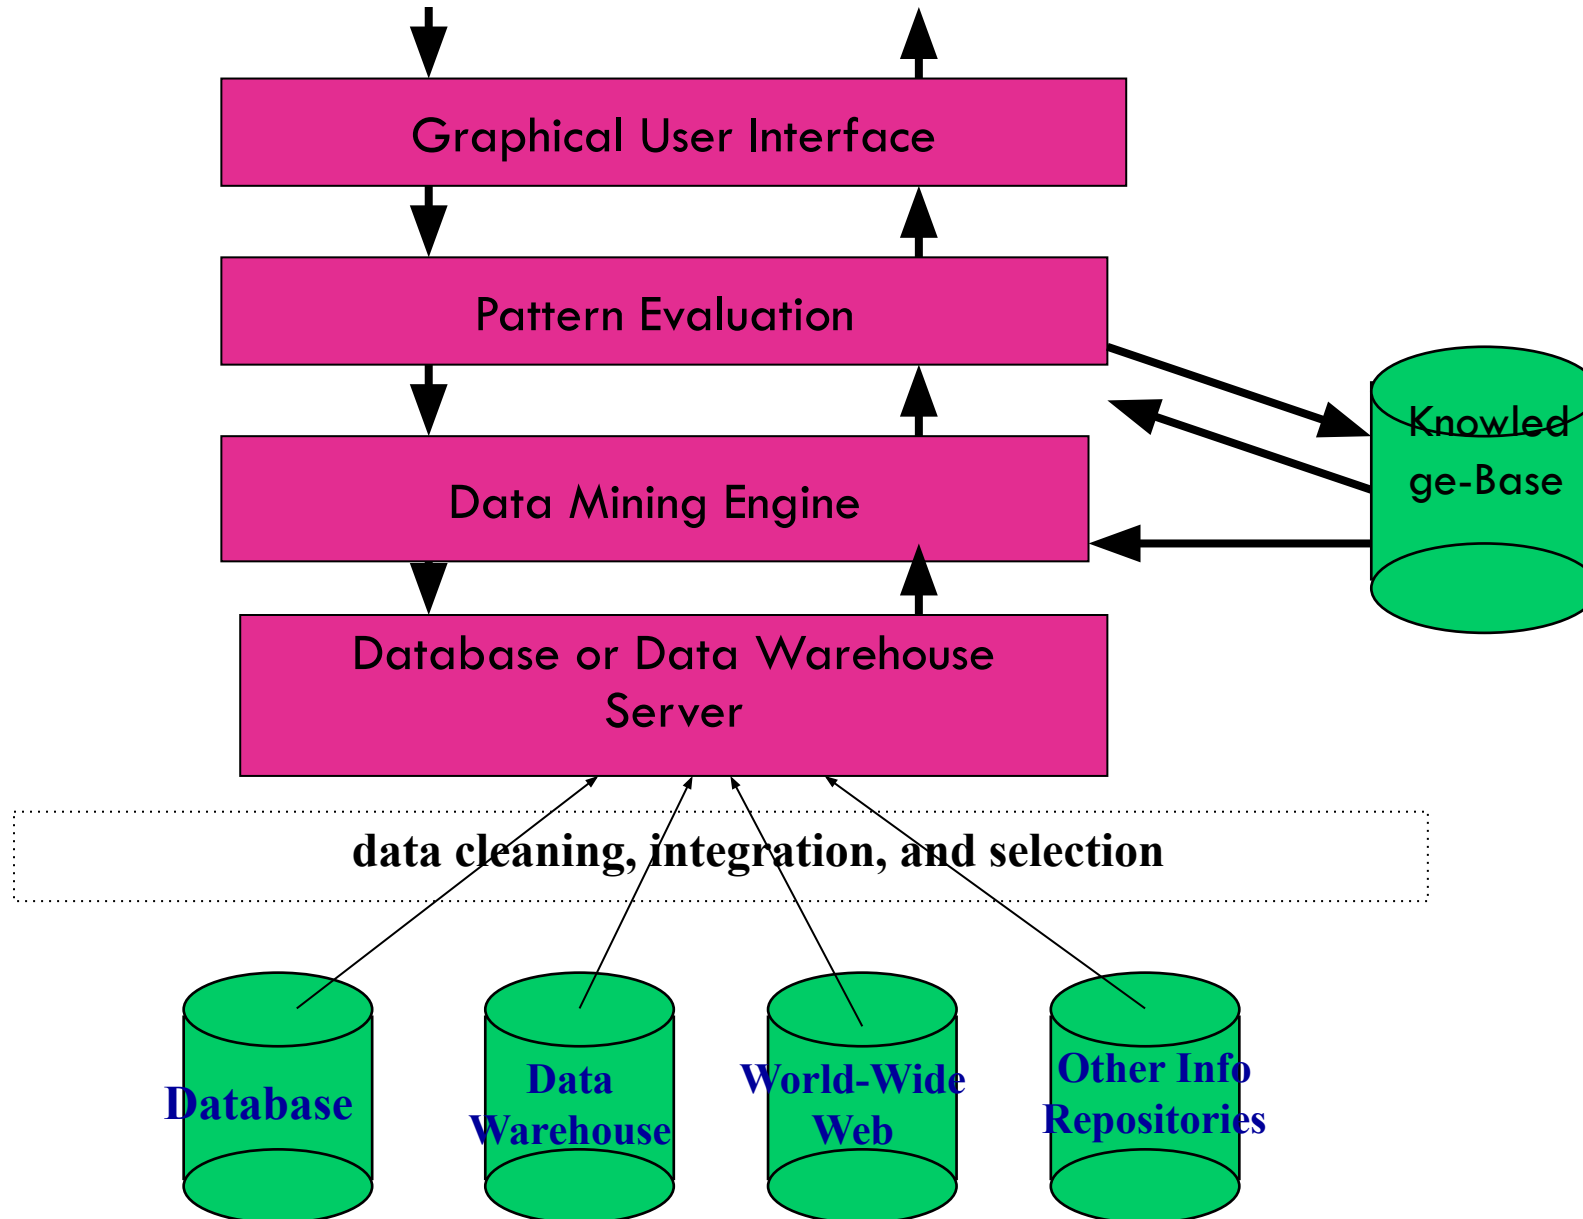 Graphical User Interface
Pattern Evaluation
Knowled
ge-Base
Data Mining Engine
Database or Data Warehouse
Server
data cleaning, integration, and selection
Database
Data
Warehouse
World-Wide
Web
Other Info
Repositories